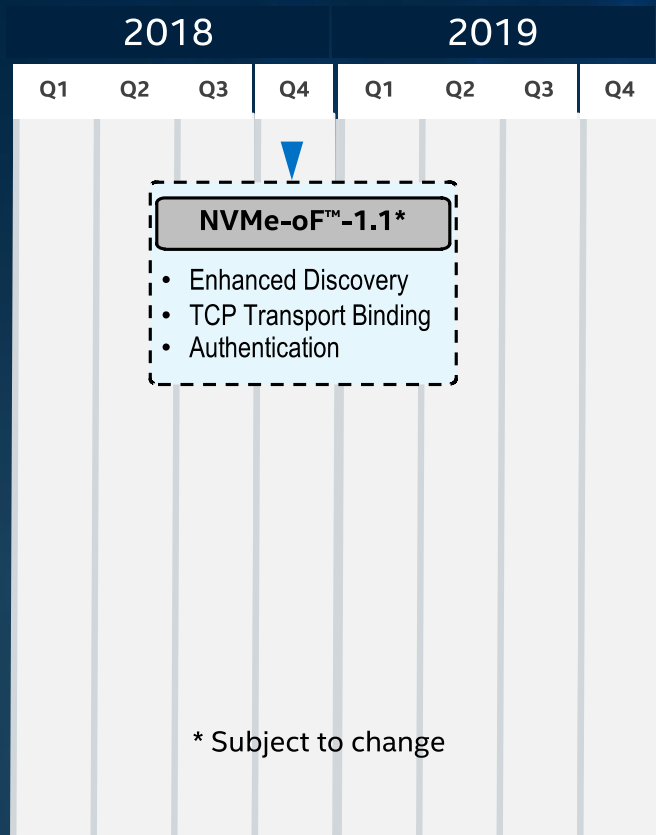 2018 2019
Q1 Q2 Q3 Q4 Q1 Q2 Q3 Q4
NVMe-oF™-1.1*
• Enhanced Discovery
• TCP Transport Binding
• Authentication
* Subject to change